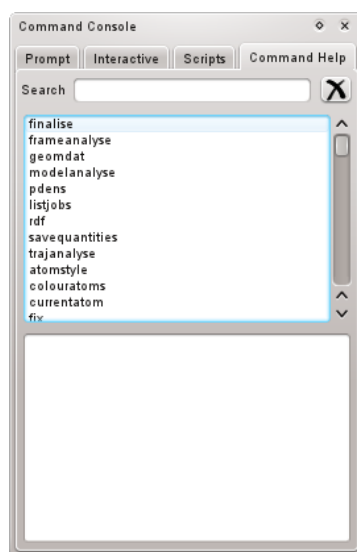 Command Console
Prompt Interactive Scripts Command Help
Search
finalise
frameanalyse
geomdat
modelanalyse
pdens
listjobs
rdf
savequantities
trajanalyse
atomstyle
colouratoms
currentatom
fix